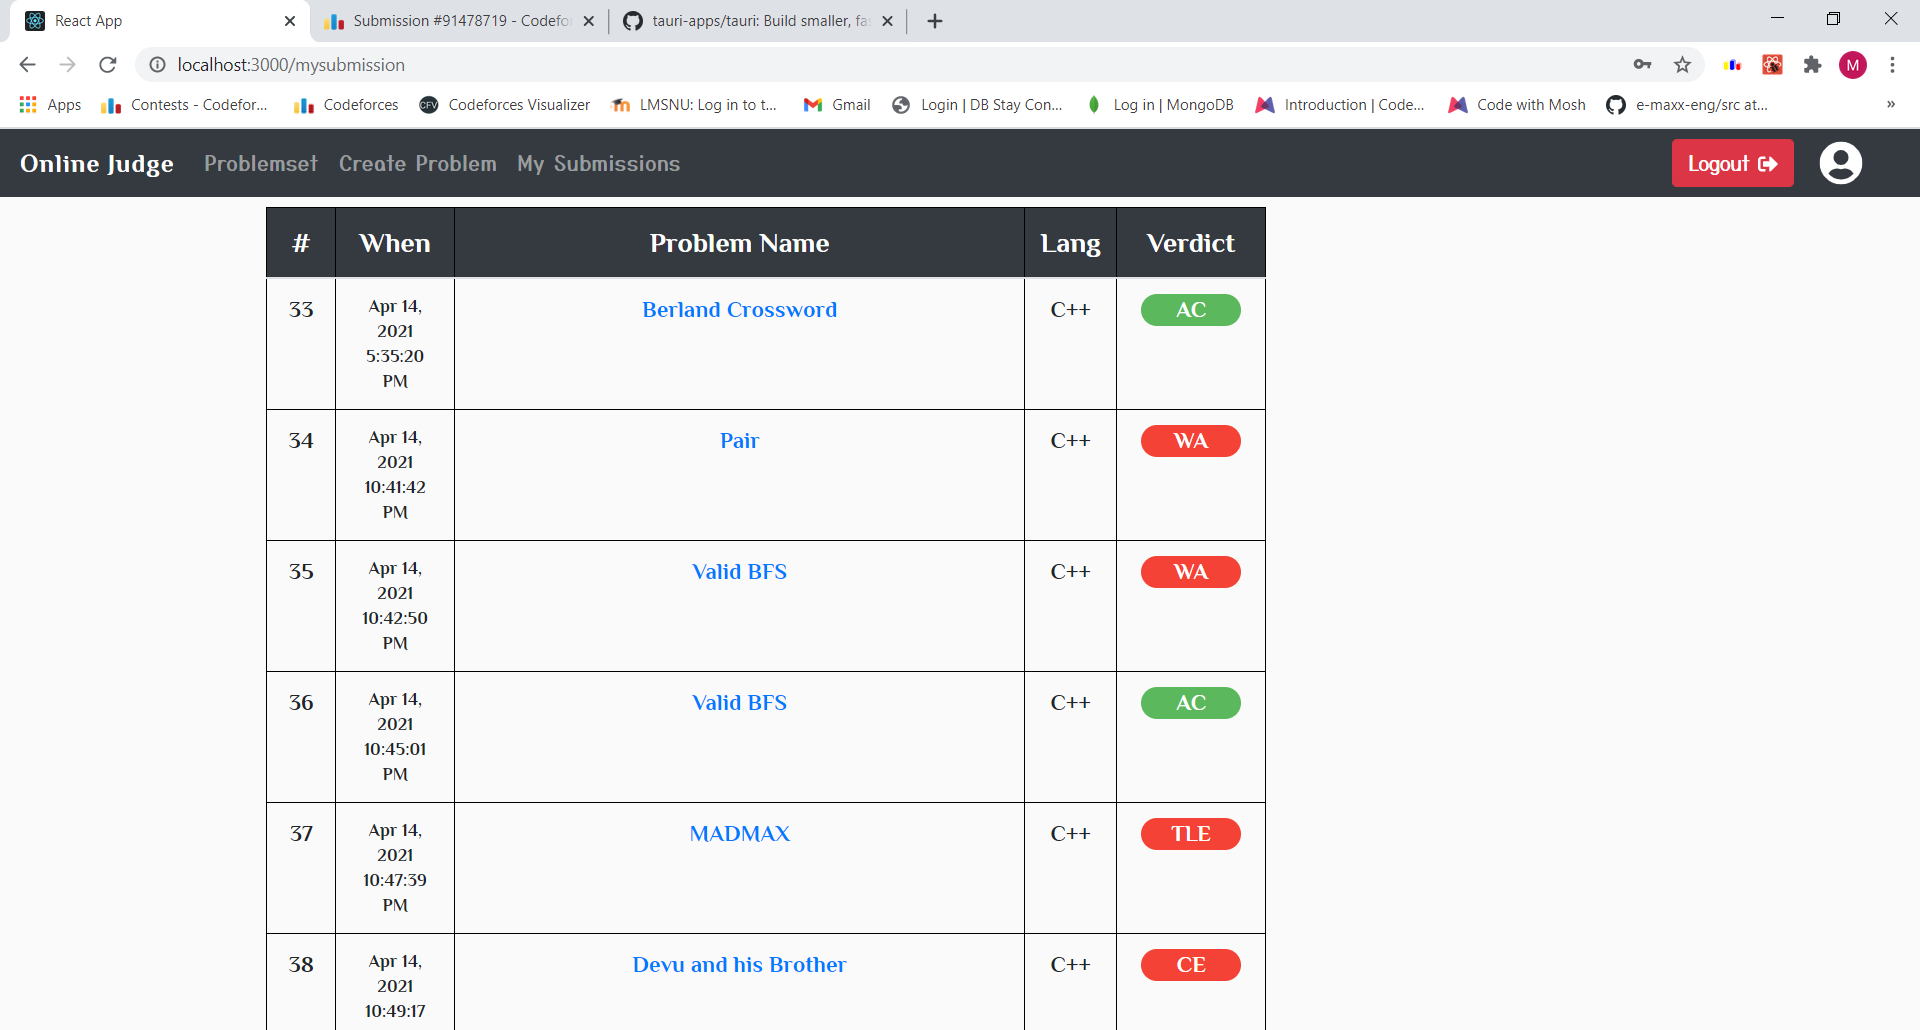 React App
Submission #91478719 - Codefo
tauri-apps/tauri: Build smaller, fas
localhost:3000/mysubmission
M
Apps
Contests - Codefor...
Codeforces
CFV
Codeforces Visualizer
LMSNU: Log in to t...
Gmail
Login | DB Stay Con...
Log in | MongoDB
Introduction | Code...
Code with Mosh
e-maxx-eng/src at...
»
Online Judge
Problemset
Create Problem
My Submissions
Logout
# When Problem Name Lang Verdict
33 Apr 14, Berland Crossword C++ AC
2021
5:35:20
PM
34 Apr 14, Pair C++ WA
2021
10:41:42
PM
35 Apr 14, Valid BFS C++ WA
2021
10:42:50
PM
36 Apr 14, Valid BFS C++ AC
2021
10:45:01
PM
37 Apr 14, MADMAX C++ TLE
2021
10:47:39
PM
38 Apr 14, Devu and his Brother C++ CE
2021
10:49:17